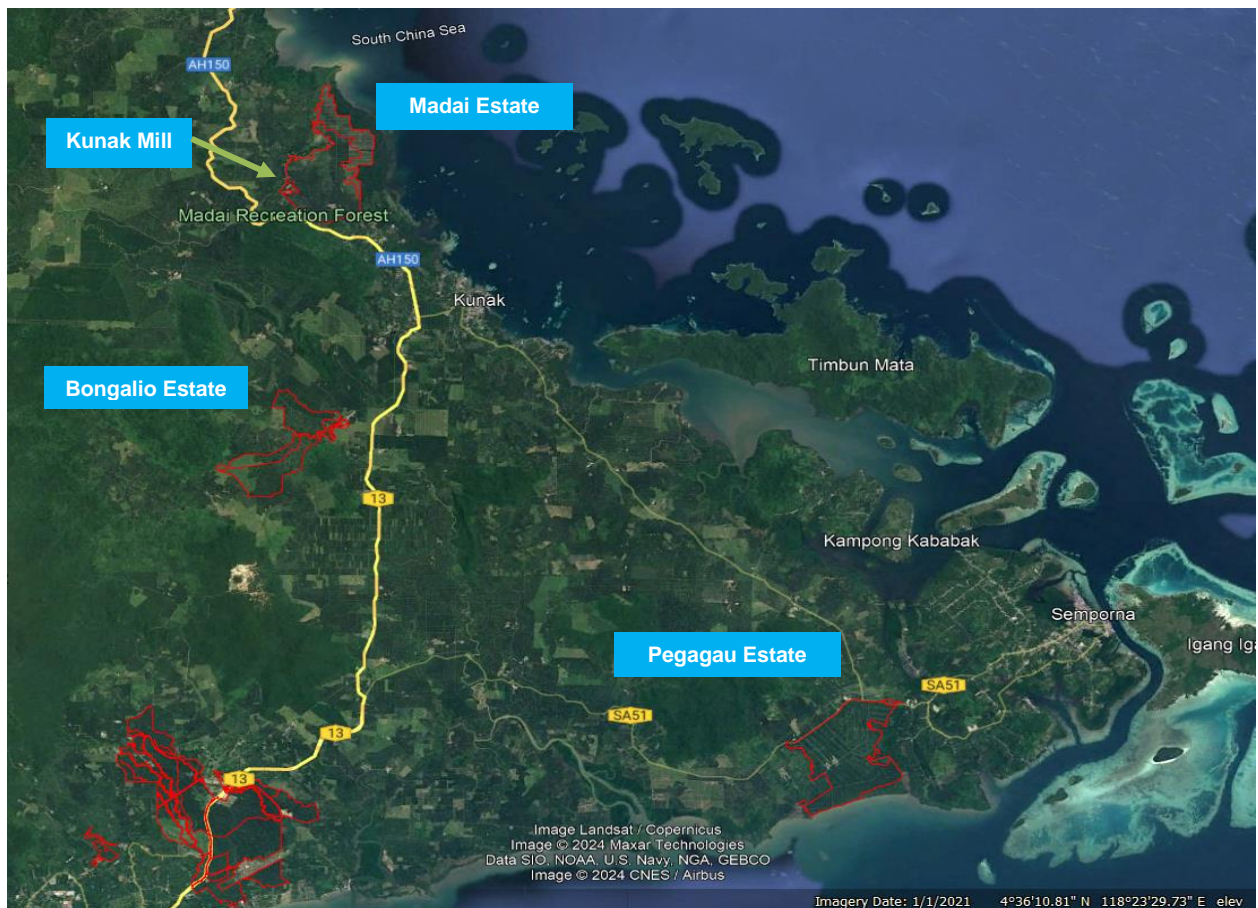 South China Sea
AH150
Madai Estate
Kunak Mill
Madai Recreation Forest
AH150
Kunak
Timbun Mata
Bongalio Estate
13
Kampong Kababak
Semporna
Igang Iga
Pegagau Estate
SA51
SA51
13
13
Image Landsat / Copernicus
Image © 2024 Maxar Technologies
Data SIO, NOAA, U.S. Navy, NGA, GEBCO
Image © 2024 CNES / Airbus
Imagery Date: 1/1/2021 4°36'10.81" N 118°23'29.73" E elev